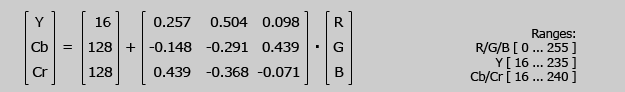 Y 16 0.257 0.504 0.098 R
Cb = 128 + -0.148 -0.291 0.439 · G
Cr 128 0.439 -0.368 -0.071 B
Ranges:
R/G/B [ 0 ... 255 ]
Y [ 16 ... 235 ]
Cb/Cr [ 16 ... 240 ]